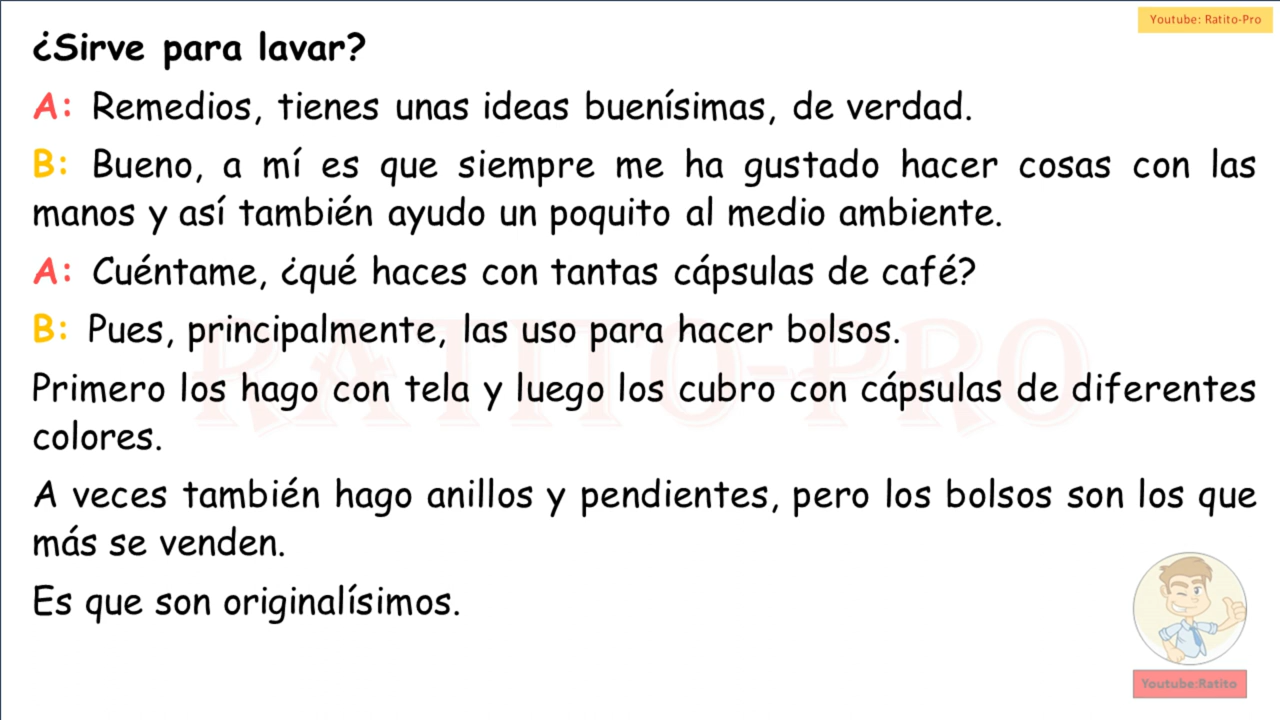 Youtube: Ratito-Pro
¿Sirve para lavar?
A: Remedios, tienes unas ideas buenísimas, de verdad.
B: Bueno, a mí es que siempre me ha gustado hacer cosas con las
manos y así también ayudo un poquito al medio ambiente.
A: Cuéntame, ¿qué haces con tantas cápsulas de café?
B: Pues, principalmente, las uso para hacer bolsos.
RATITO-PRO
Primero los hago con tela y luego los cubro con cápsulas de diferentes
colores.
A veces también hago anillos y pendientes, pero los bolsos son los que
más se venden.
Es que son originalísimos.
Youtube:Ratito